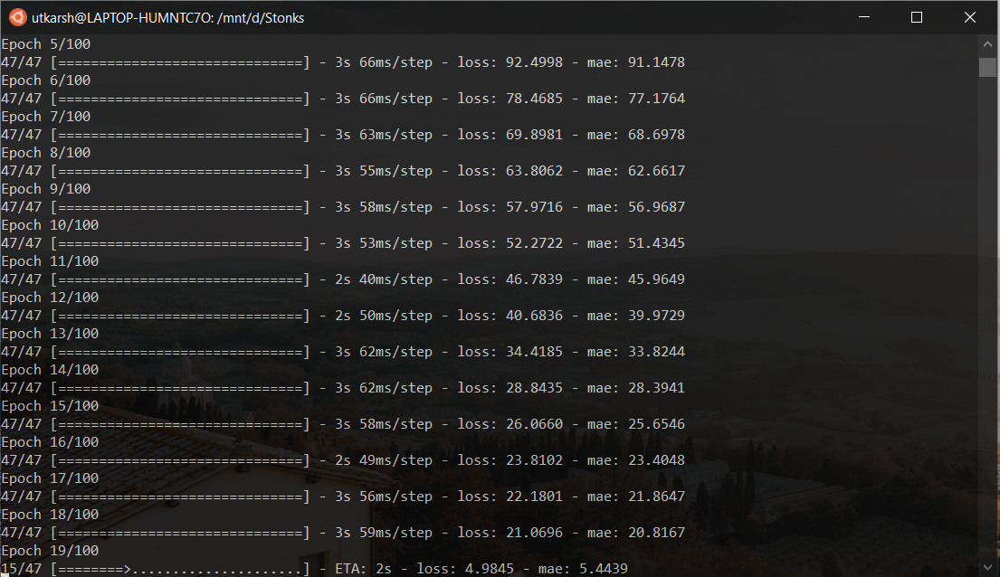 utkarsh@LAPTOP-HUMNTC7O: /mnt/d/Stonks
Epoch 5/100
47/47 [==============================] - 3s 66ms/step - loss: 92.4998 - mae: 91.1478
Epoch 6/100
47/47 [==============================] - 3s 66ms/step - loss: 78.4685 - mae: 77.1764
Epoch 7/100
47/47 [==============================] - 3s 63ms/step - loss: 69.8981 - mae: 68.6978
Epoch 8/100
47/47 [==============================] - 3s 55ms/step - loss: 63.8062 - mae: 62.6617
Epoch 9/100
47/47 [==============================] - 3s 58ms/step - loss: 57.9716 - mae: 56.9687
Epoch 10/100
47/47 [==============================] - 3s 53ms/step - loss: 52.2722 - mae: 51.4345
Epoch 11/100
47/47 [==============================] - 2s 40ms/step - loss: 46.7839 - mae: 45.9649
Epoch 12/100
47/47 [==============================] - 2s 50ms/step - loss: 40.6836 - mae: 39.9729
Epoch 13/100
47/47 [==============================] - 3s 62ms/step - loss: 34.4185 - mae: 33.8244
Epoch 14/100
47/47 [==============================] - 3s 62ms/step - loss: 28.8435 - mae: 28.3941
Epoch 15/100
47/47 [==============================] - 3s 58ms/step - loss: 26.0660 - mae: 25.6546
Epoch 16/100
47/47 [==============================] - 2s 49ms/step - loss: 23.8102 - mae: 23.4048
Epoch 17/100
47/47 [==============================] - 3s 56ms/step - loss: 22.1801 - mae: 21.8647
Epoch 18/100
47/47 [==============================] - 3s 59ms/step - loss: 21.0696 - mae: 20.8167
Epoch 19/100
15/47 [========>.....................] - ETA: 2s - loss: 4.9845 - mae: 5.4439